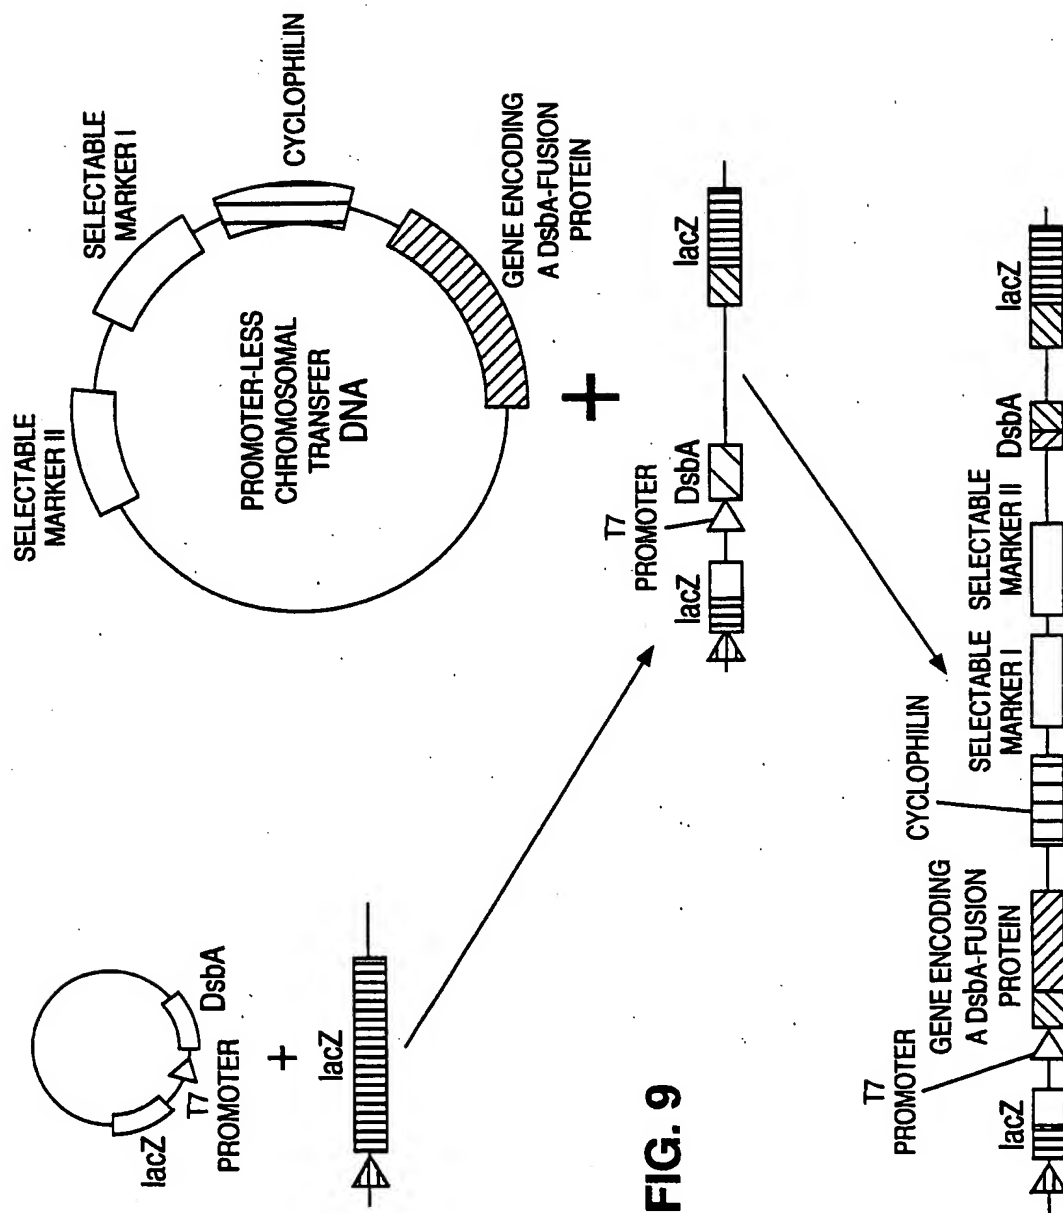 lacZ
T7
PROMOTER
DsbA
+
lacZ
SELECTABLE
MARKER II
SELECTABLE
MARKER I
CYCLOPHILIN
GENE ENCODING
A DsbA-FUSION
PROTEIN
PROMOTER-LESS
CHROMOSOMAL
TRANSFER
DNA
+
lacZ
T7
PROMOTER
DsbA
lacZ
FIG. 9
lacZ
T7
PROMOTER
GENE ENCODING
A DsbA-FUSION
PROTEIN
CYCLOPHILIN
SELECTABLE
MARKER I
SELECTABLE
MARKER II
DsbA
lacZ